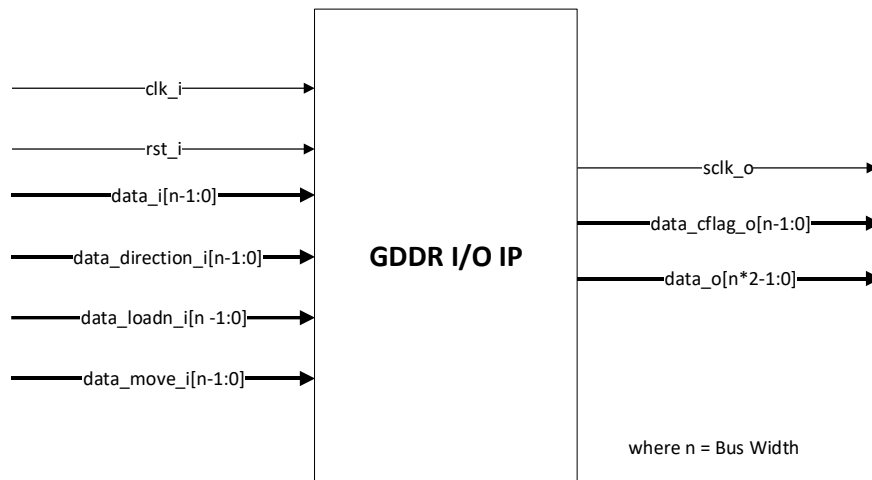 clk_i
rst_i
data_i[n-1:0]
data_direction_i[n-1:0]
data_loadn_i[n -1:0]
data_move_i[n-1:0]
GDDR I/O IP
sclk_o
data_cflag_o[n-1:0]
data_o[n*2-1:0]
where n = Bus Width